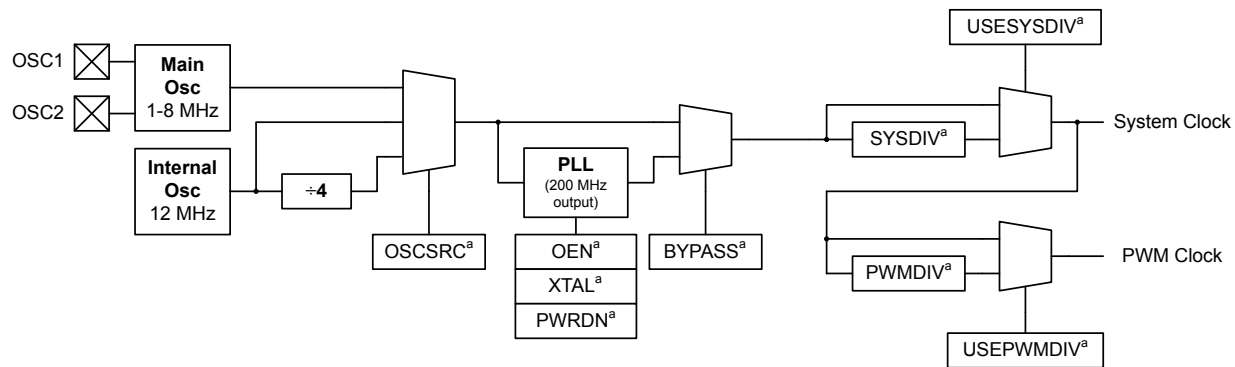 USESYSDIVª
OSC1
OSC2
Main
Osc
1-8 MHz
System Clock
SYSDIVª
Internal
Osc
12 MHz
÷4
PLL
(200 MHz
output)
OSCSRCª
OENª
XTALª
PWRDNª
BYPASSª
PWMDIVª
PWM Clock
USEPWMDIVª